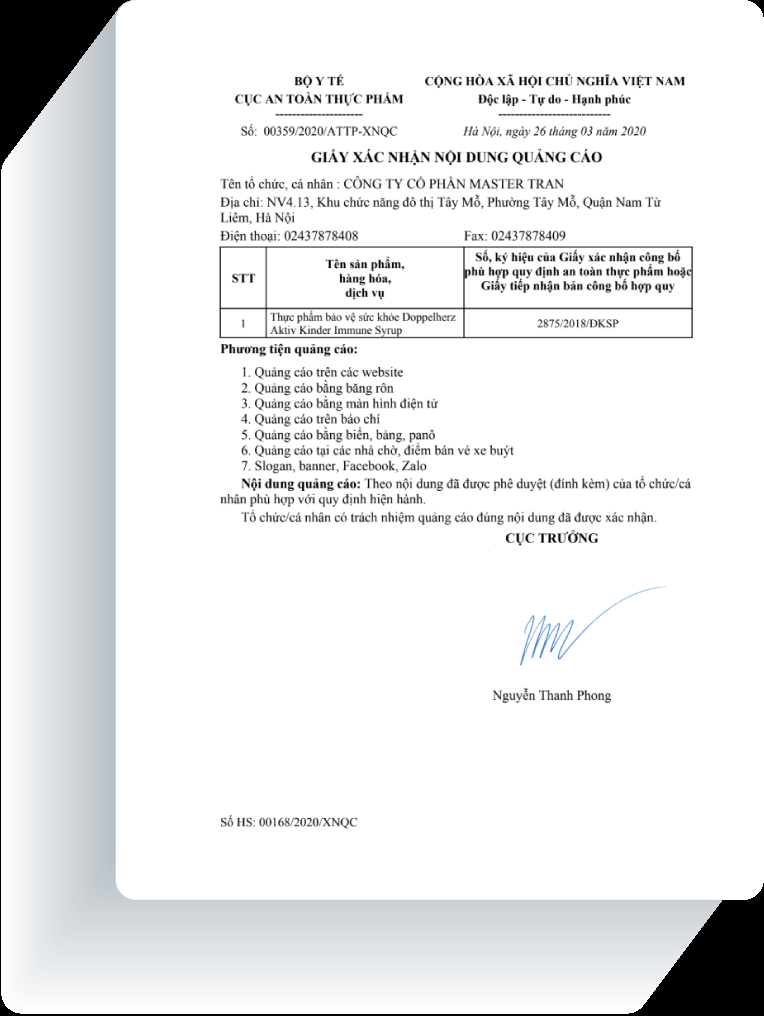 BỘ Y TẾ
CỤC AN TOÀN THỰC PHẨM
---------------------
Số: 00359/2020/ATTP-XNQC
CỘNG HÒA XÃ HỘI CHỦ NGHĨA VIỆT NAM
Độc lập - Tự do - Hạnh phúc
---------------------------
Hà Nội, ngày 26 tháng 03 năm 2020
GIẤY XÁC NHẬN NỘI DUNG QUẢNG CÁO
Tên tổ chức, cá nhân : CÔNG TY CỔ PHẦN MASTER TRAN
Địa chỉ: NV4.13, Khu chức năng đô thị Tây Mỗ, Phường Tây Mỗ, Quận Nam Từ
Liêm, Hà Nội
Điện thoại: 02437878408 Fax: 02437878409
STT
Tên sản phẩm,
hàng hóa,
dịch vụ
Số, ký hiệu của Giấy xác nhận công bố
phù hợp quy định an toàn thực phẩm hoặc
Giấy tiếp nhận bản công bố hợp quy
1
Thực phẩm bảo vệ sức khỏe Doppelherz
Aktiv Kinder Immune Syrup
2875/2018/ĐKSP
Phương tiện quảng cáo:
1. Quảng cáo trên các website
2. Quảng cáo bằng băng rôn
3. Quảng cáo bằng màn hình điện tử
4. Quảng cáo trên báo chí
5. Quảng cáo bằng biển, bảng, panô
6. Quảng cáo tại các nhà chờ, điểm bán vé xe buýt
7. Slogan, banner, Facebook, Zalo
Nội dung quảng cáo: Theo nội dung đã được phê duyệt (đính kèm) của tổ chức/cá
nhân phù hợp với quy định hiện hành.
Tổ chức/cá nhân có trách nhiệm quảng cáo đúng nội dung đã được xác nhận.
CỤC TRƯỞNG
Nguyễn Thanh Phong
Số HS: 00168/2020/XNQC